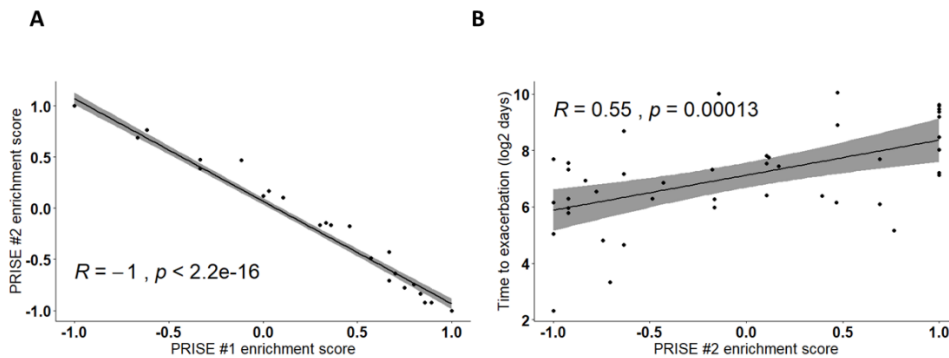 A
PRISE #2 enrichment score
1.0
0.5
0.0
-0.5
-1.0
R = −1 , p < 2.2e-16
-1.0 -0.5 0.0 0.5 1.0
PRISE #1 enrichment score
B
Time to exacerbation (log2 days)
10
8
6
4
2
R = 0.55 , p = 0.00013
-1.0 -0.5 0.0 0.5 1.0
PRISE #2 enrichment score